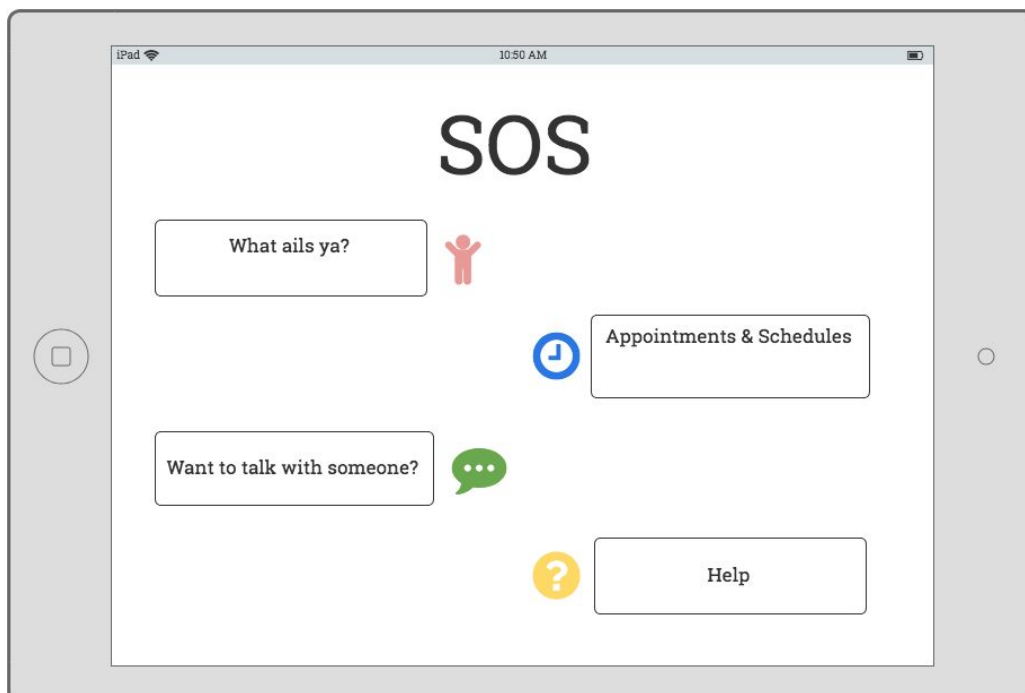 iPad
10:50 AM
SOS
What ails ya?
Appointments & Schedules
Want to talk with someone?
?
Help